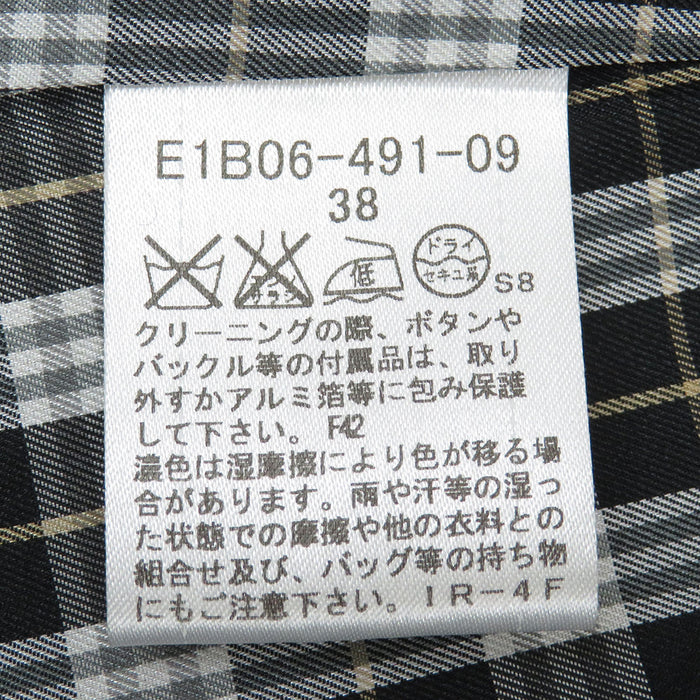 E1B06-491-09
38
エンソ
サラシ
低
ドライ
セキユ系
S8
クリーニングの際、ボタンや
バックル等の付属品は、取り
外すかアルミ箔等に包み保護
して下さい。F42
濃色は湿摩擦により色が移る場
合があります。雨や汗等の湿っ
た状態での摩擦や他の衣料との
組合せ及び、バッグ等の持ち物
にもご注意下さい。IR-4F